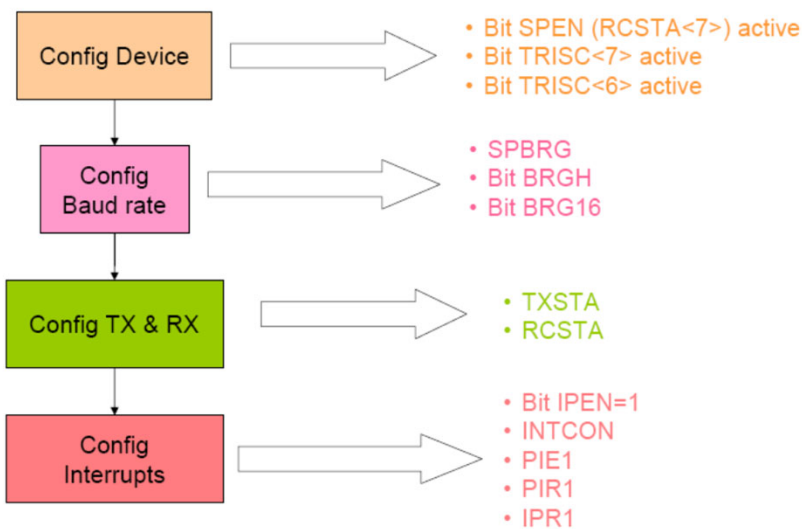 Config Device
• Bit SPEN (RCSTA<7>) active
• Bit TRISC<7> active
• Bit TRISC<6> active
Config
Baud rate
• SPBRG
• Bit BRGH
• Bit BRG16
Config TX & RX
• TXSTA
• RCSTA
Config
Interrupts
• Bit IPEN=1
• INTCON
• PIE1
• PIR1
• IPR1